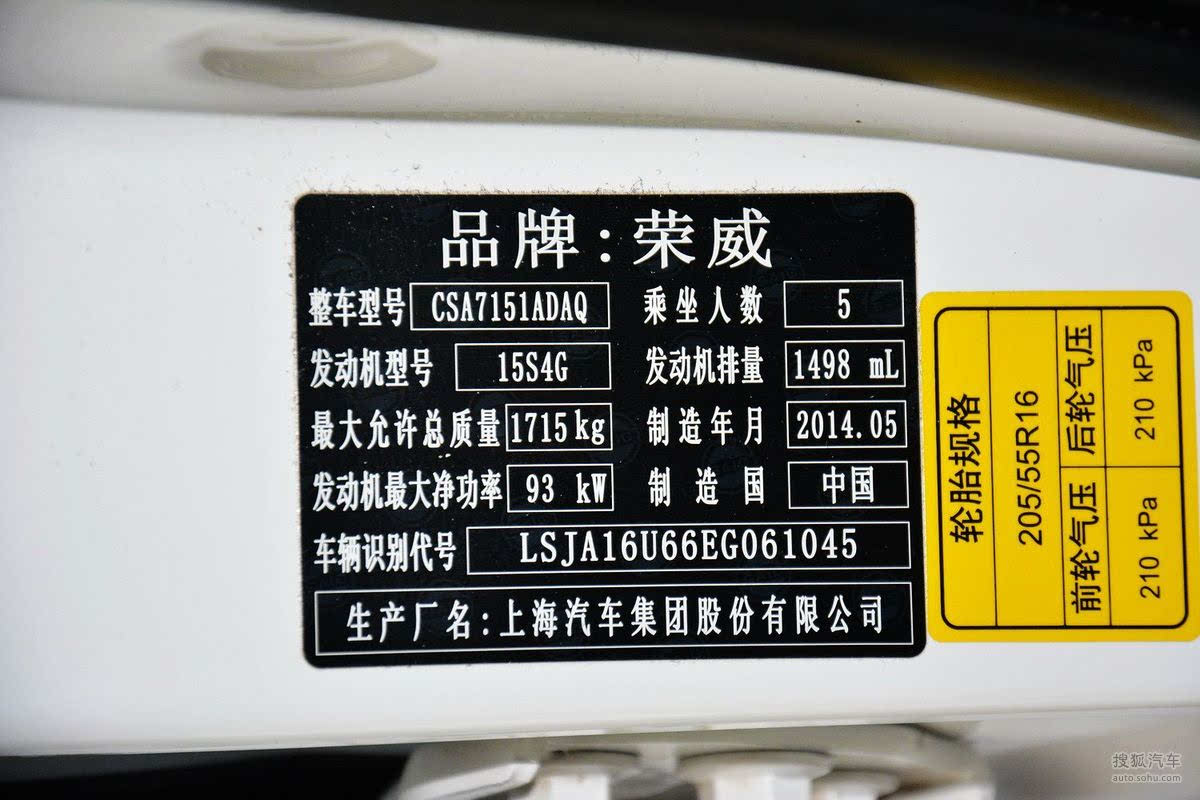 品牌:荣威
整车型号 CSA7151ADAQ 乘坐人数 5
发动机型号 15S4G 发动机排量 1498 mL
最大允许总质量 1715kg 制造年月 2014.05
发动机最大净功率 93 kW 制造国 中国
车辆识别代号 LSJA16U66EG061045
生产厂名:上海汽车集团股份有限公司
轮胎规格
205/55R16
前轮气压 后轮气压
210 kPa 210 kPa
搜狐汽车
auto.sohu.com